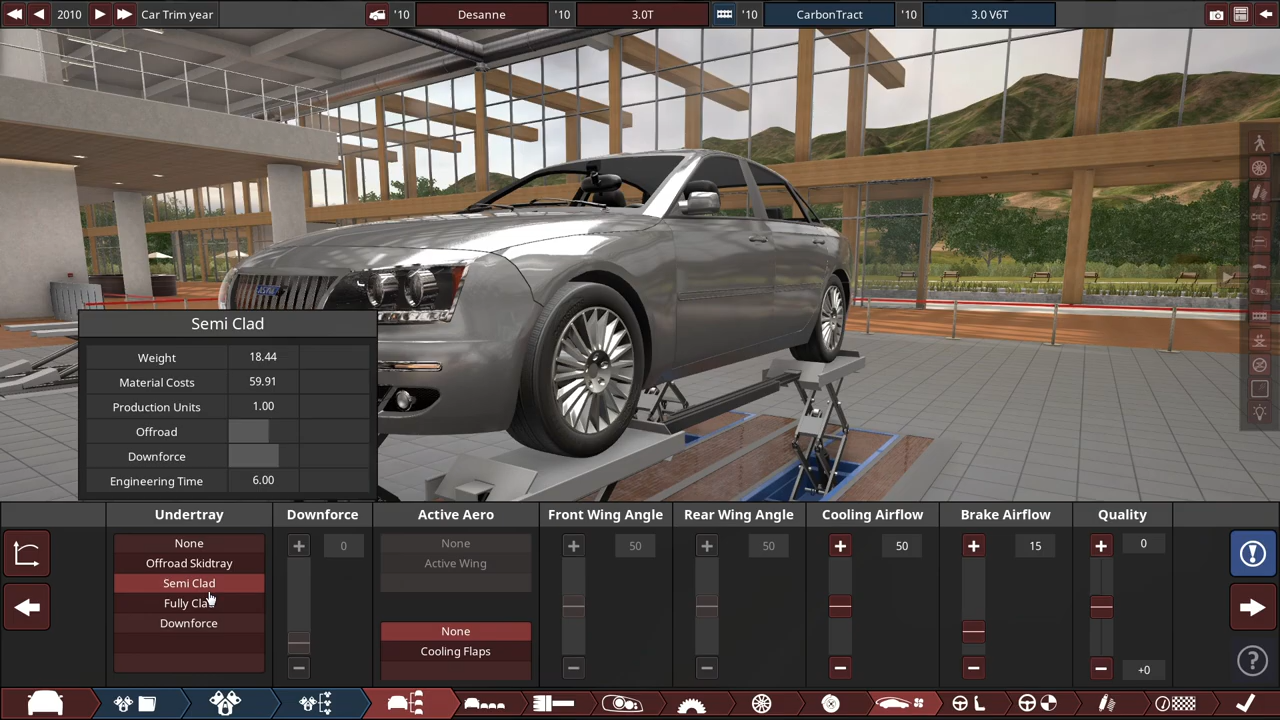 2010 Car Trim year '10 Desanne '10 3.0T '10 CarbonTract '10 3.0 V6T
Semi Clad
Weight 18.44
Material Costs 59.91
Production Units 1.00
Offroad
Downforce
Engineering Time 6.00
Undertray Downforce Active Aero Front Wing Angle Rear Wing Angle Cooling Airflow Brake Airflow Quality
None 0 None 50 50 50 15 0
Offroad Skidtray Active Wing
Semi Clad
Fully Clad
Downforce None
Cooling Flaps
+0